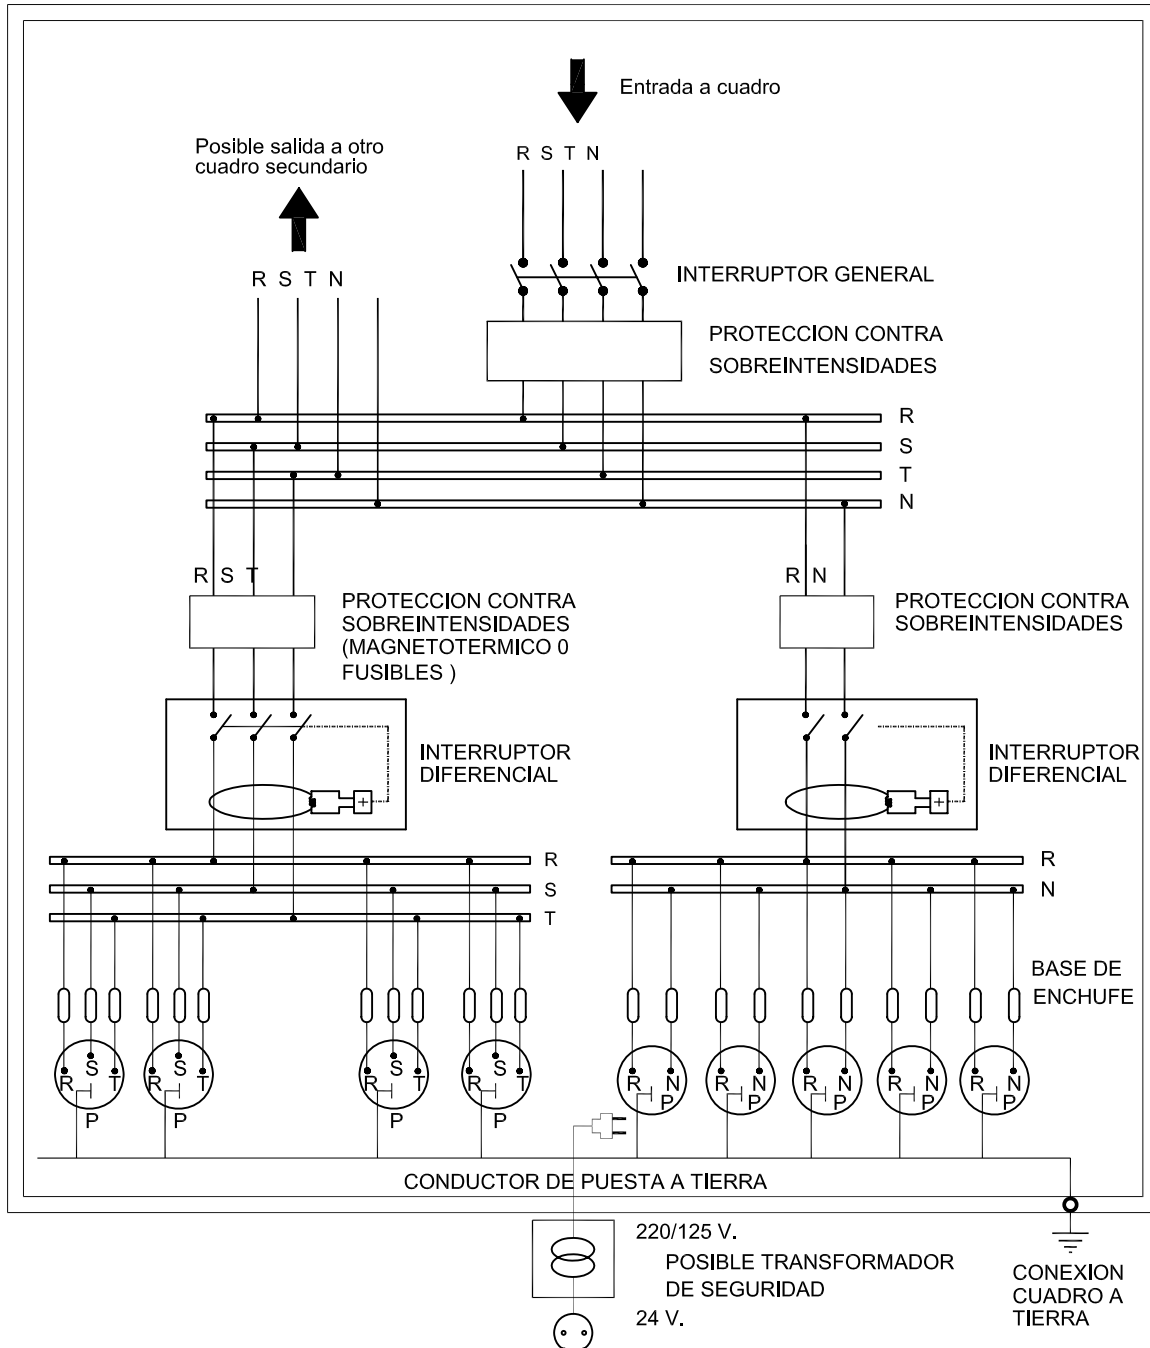 Entrada a cuadro
Posible salida a otro
cuadro secundario
R S T N
R S T N
INTERRUPTOR GENERAL
PROTECCION CONTRA
SOBREINTENSIDADES
R
S
T
N
R S T
PROTECCION CONTRA
SOBREINTENSIDADES
(MAGNETOTERMICO 0
FUSIBLES )
R N
PROTECCION CONTRA
SOBREINTENSIDADES
INTERRUPTOR
DIFERENCIAL
INTERRUPTOR
DIFERENCIAL
R
S
T
R
N
BASE DE
ENCHUFE
R S T
P
R S T
P
R S T
P
R S T
P
R N
P
R N
P
R N
P
R N
P
R N
P
CONDUCTOR DE PUESTA A TIERRA
220/125 V.
POSIBLE TRANSFORMADOR
DE SEGURIDAD
24 V.
CONEXION
CUADRO A
TIERRA